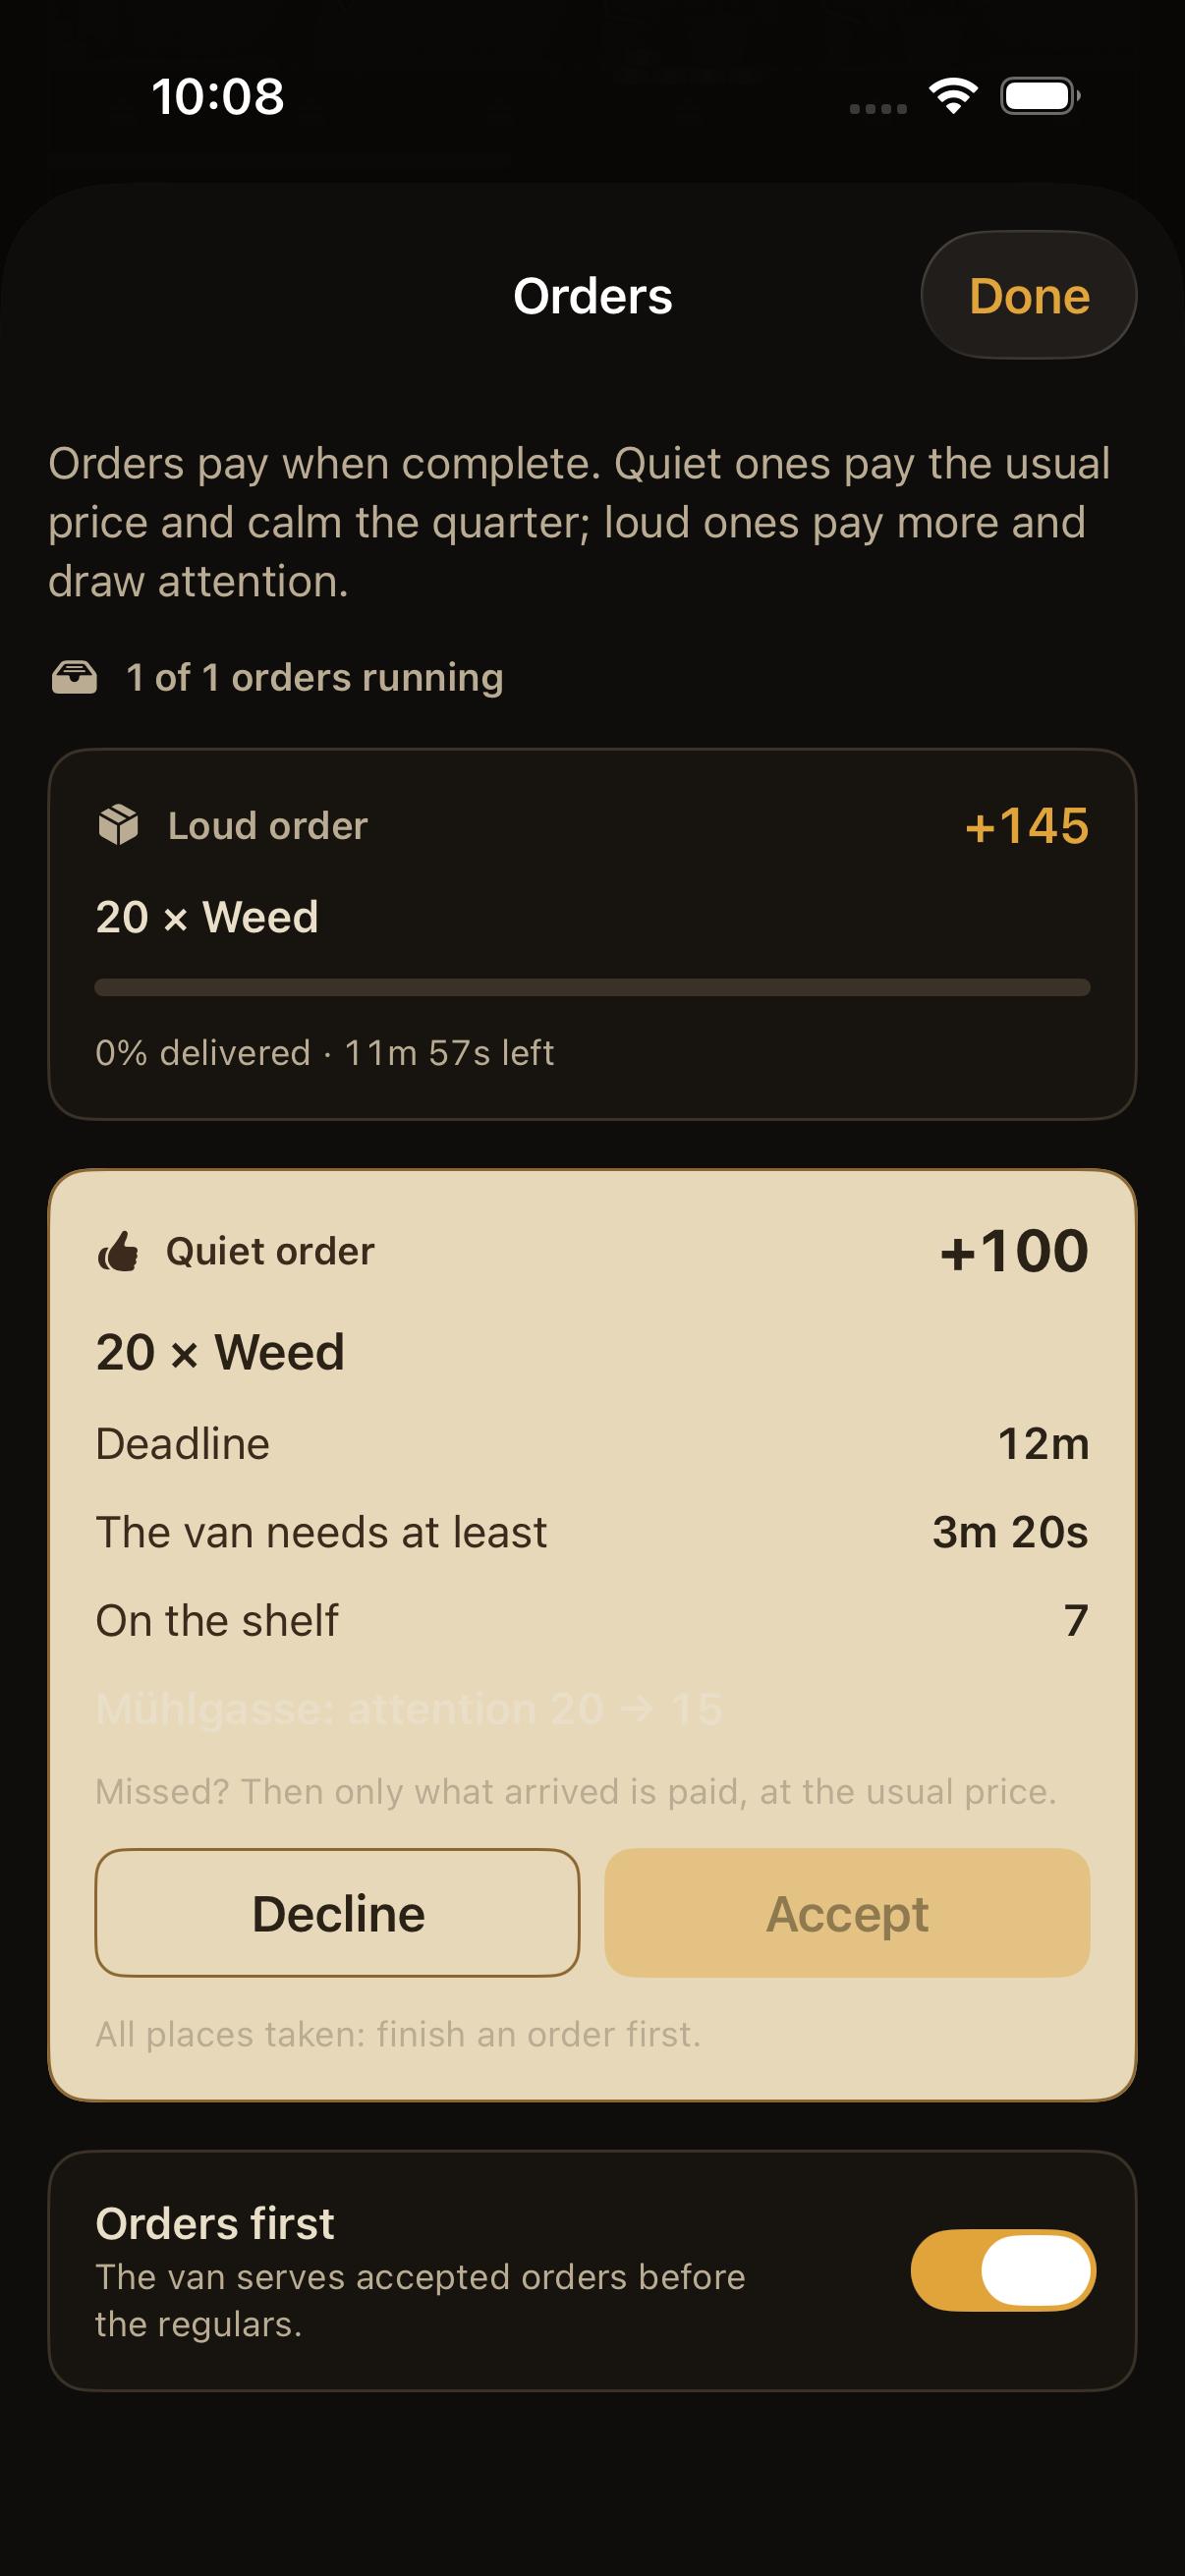 10:08
Orders
Done
Orders pay when complete. Quiet ones pay the usual
price and calm the quarter; loud ones pay more and
draw attention.
1 of 1 orders running
Loud order
+145
20 × Weed
0% delivered · 11m 57s left
Quiet order
+100
20 × Weed
Deadline
12m
The van needs at least
3m 20s
On the shelf
7
Mühlgasse: attention 20 → 15
Missed? Then only what arrived is paid, at the usual price.
Decline
Accept
All places taken: finish an order first.
Orders first
The van serves accepted orders before
the regulars.